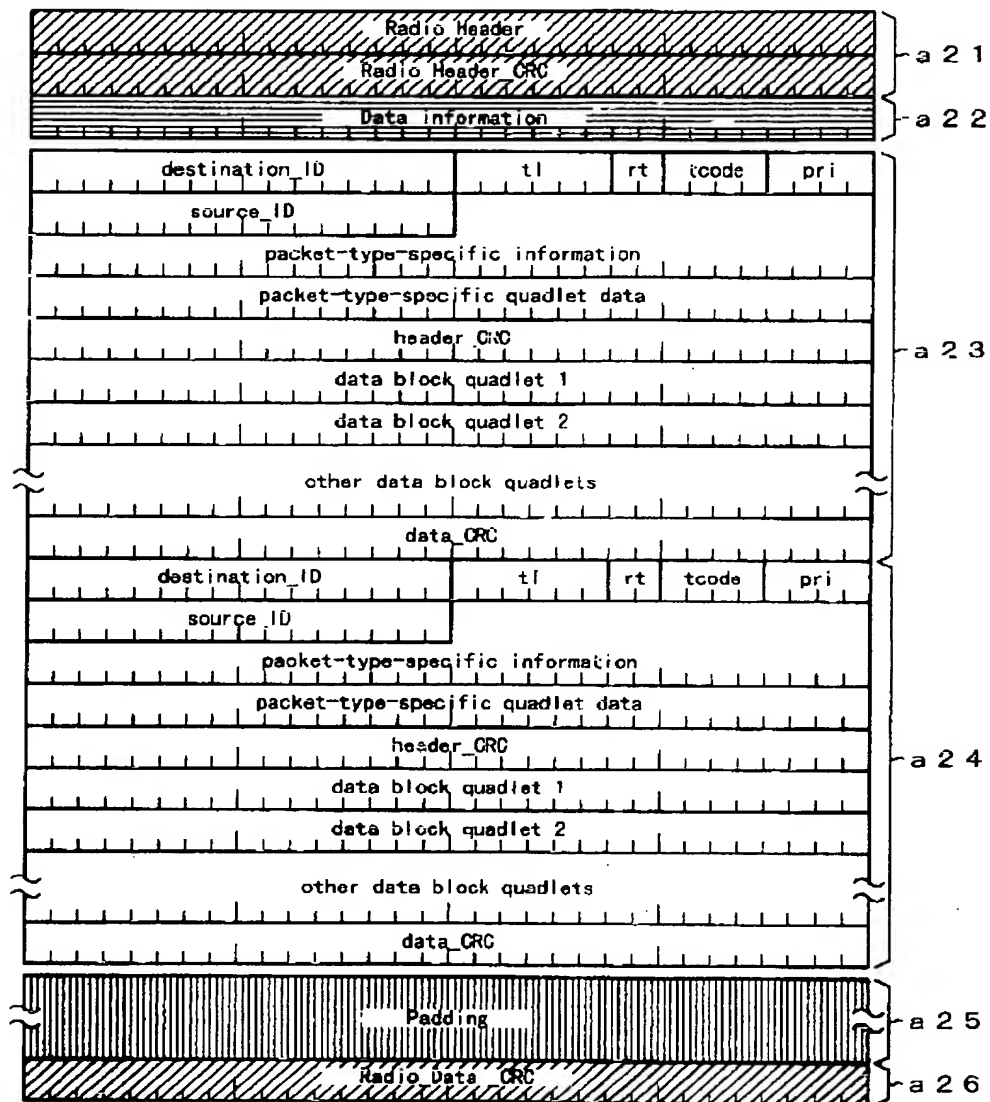 Radio Header
Radio Header_CRC
a21
Data information
a22
destination_ID tl rt tcode pri
source_ID
packet-type-specific information
packet-type-specific quadlet data
header_CRC
a23
data block quadlet 1
data block quadlet 2
other data block quadlets
data_CRC
destination_ID tl rt tcode pri
source_ID
packet-type-specific information
packet-type-specific quadlet data
header_CRC
a24
data block quadlet 1
data block quadlet 2
other data block quadlets
data_CRC
Padding
a25
Radio_Data_CRC
a26